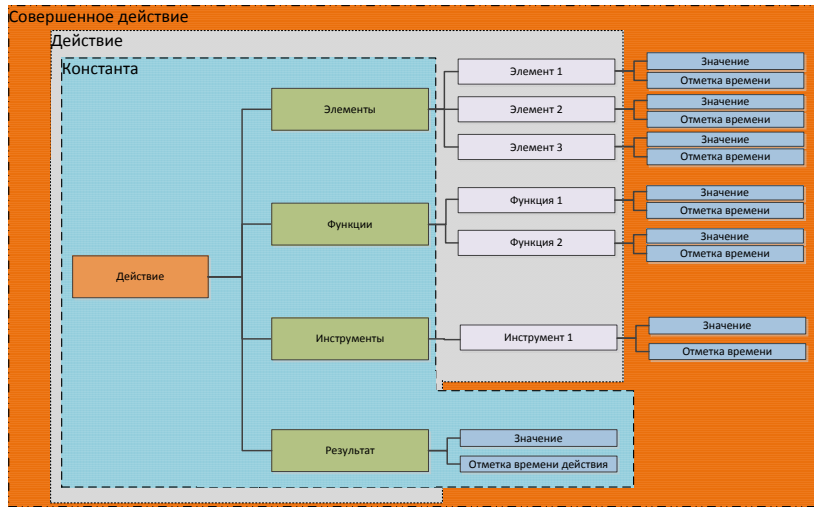 Совершенное действие
Действие
Константа
Элементы
Элемент 1
Значение
Отметка времени
Элемент 2
Значение
Отметка времени
Элемент 3
Значение
Отметка времени
Функции
Функция 1
Значение
Отметка времени
Функция 2
Значение
Отметка времени
Действие
Инструменты
Инструмент 1
Значение
Отметка времени
Результат
Значение
Отметка времени действия